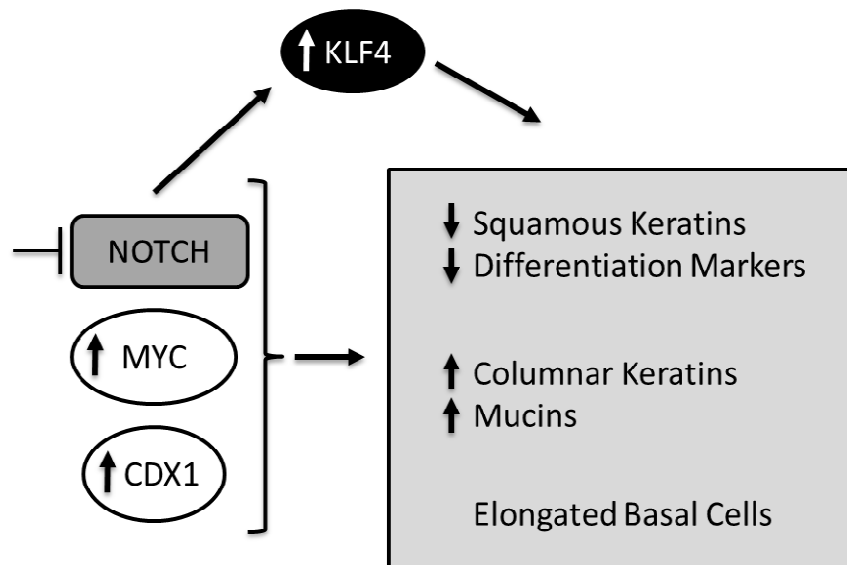 KLF4
NOTCH
MYC
CDX1
Squamous Keratins
Differentiation Markers
Columnar Keratins
Mucins
Elongated Basal Cells